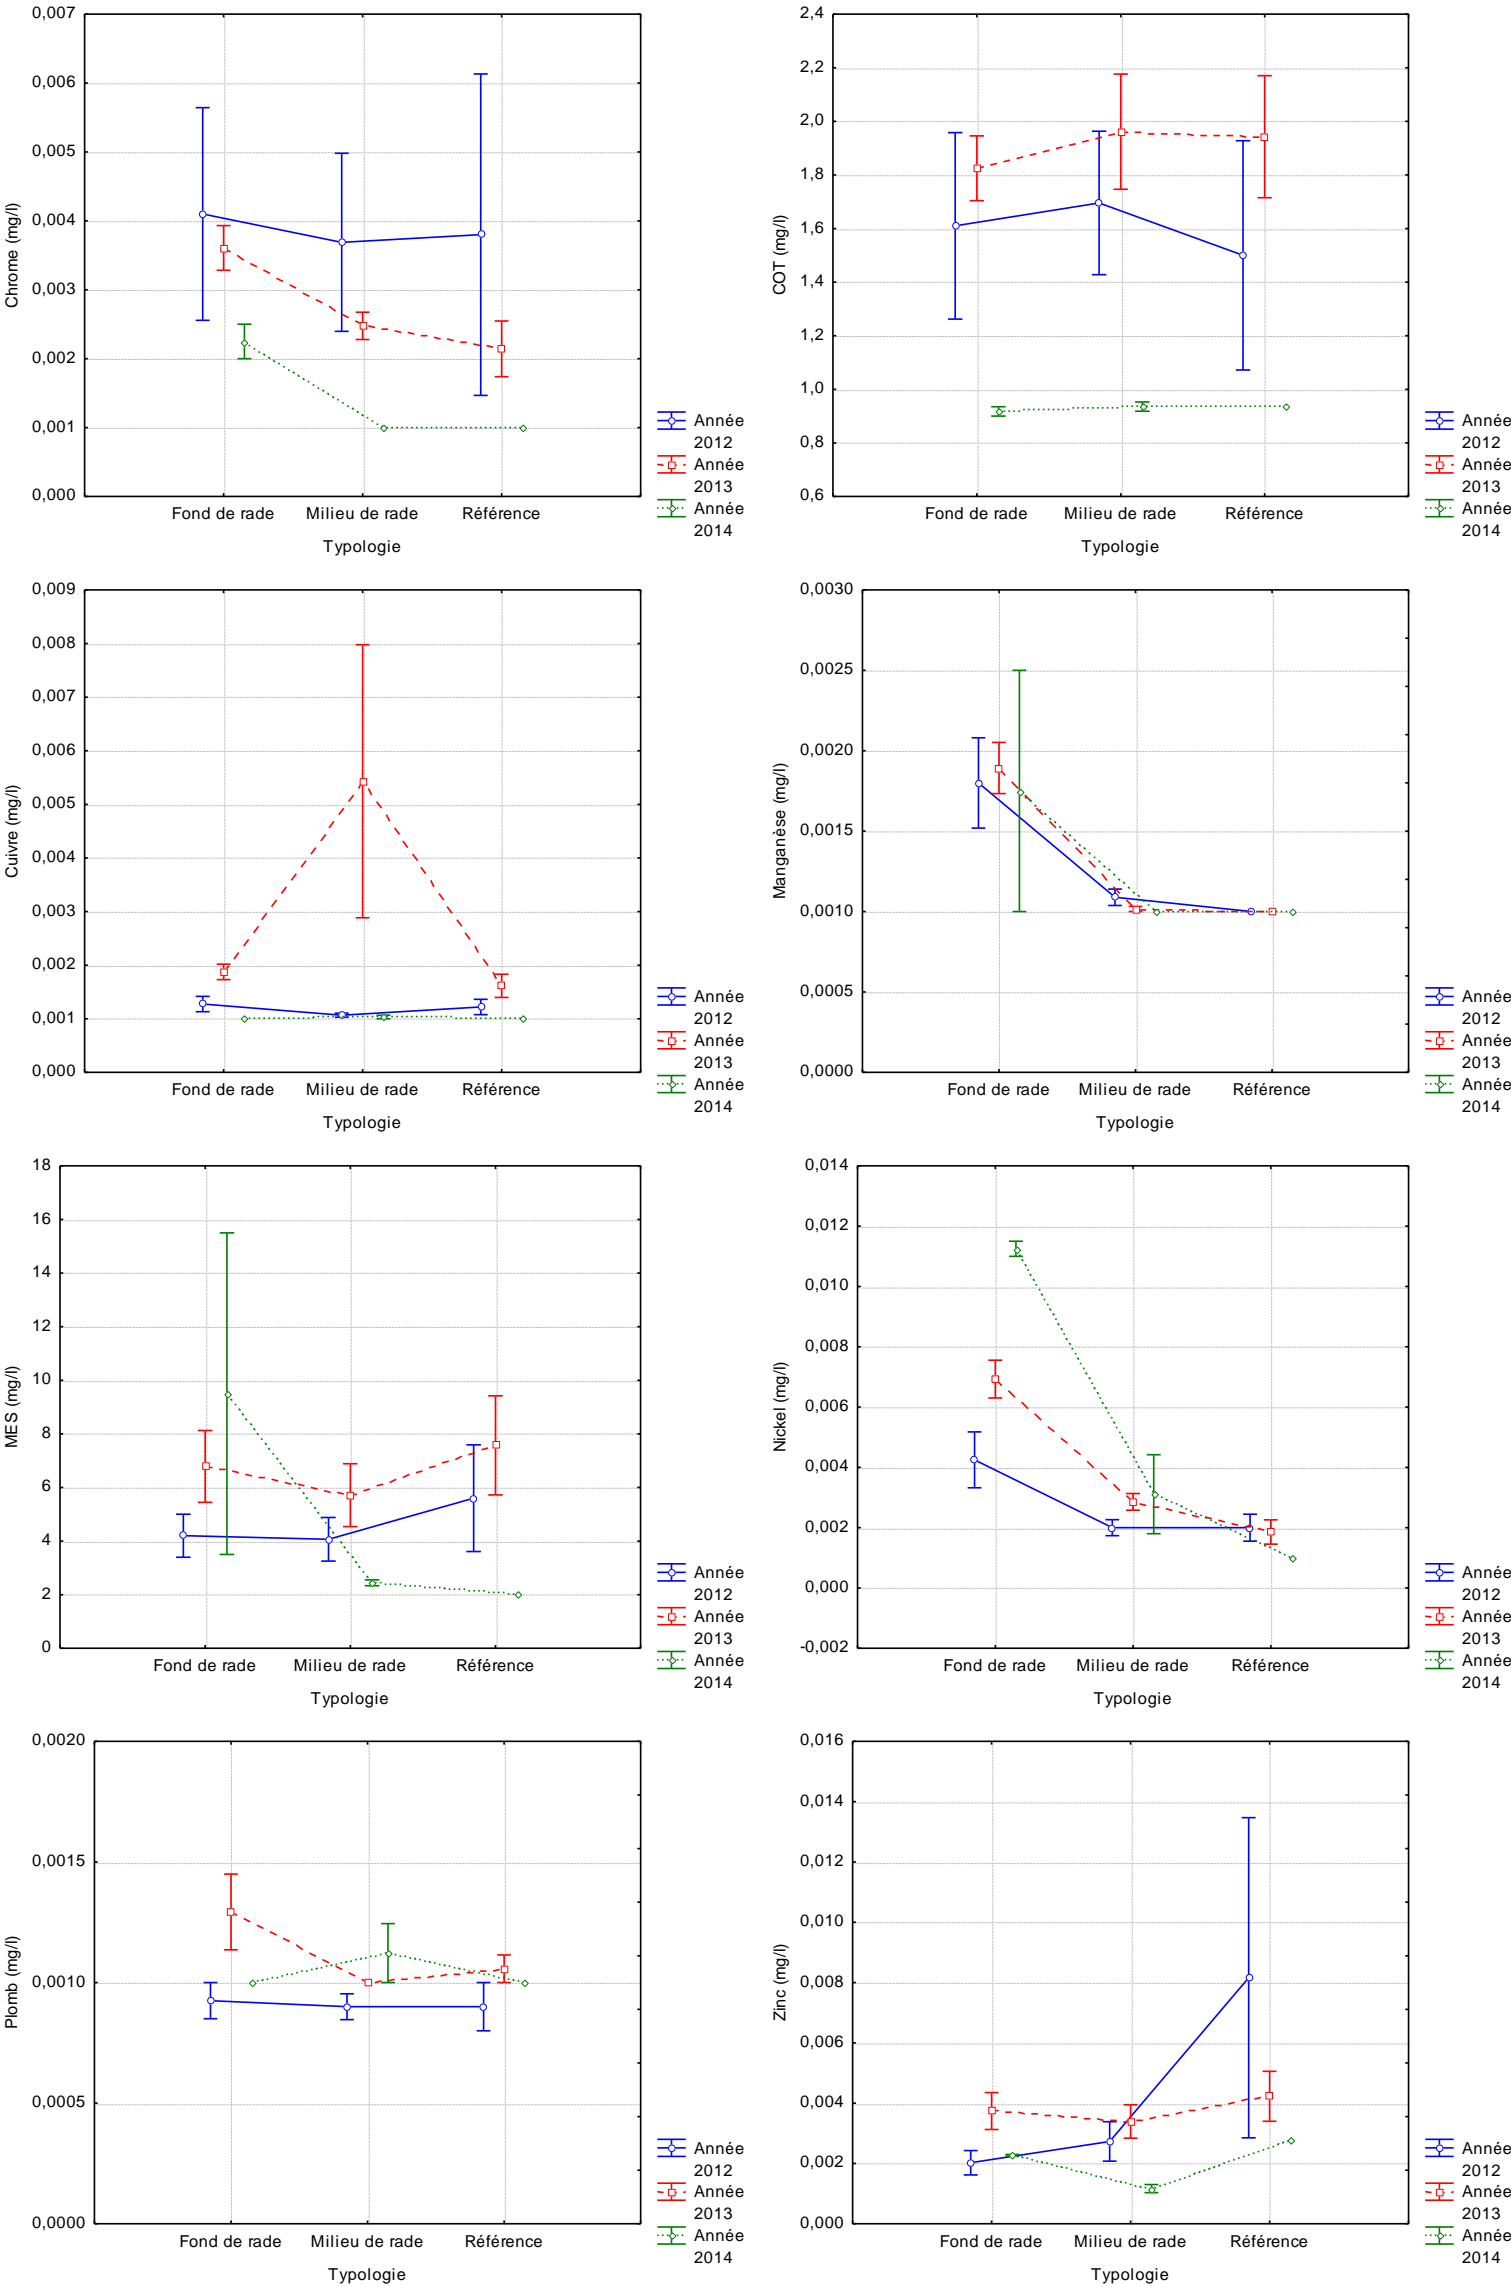 Chrome (mg/l)
0,007
0,006
0,005
0,004
0,003
0,002
0,001
0,000
Fond de rade Milieu de rade Référence
Typologie
Année
2012
Année
2013
Année
2014
COT (mg/l)
2,4
2,2
2,0
1,8
1,6
1,4
1,2
1,0
0,8
0,6
Fond de rade Milieu de rade Référence
Typologie
Année
2012
Année
2013
Année
2014
Cuivre (mg/l)
0,009
0,008
0,007
0,006
0,005
0,004
0,003
0,002
0,001
0,000
Fond de rade Milieu de rade Référence
Typologie
Année
2012
Année
2013
Année
2014
Manganèse (mg/l)
0,0030
0,0025
0,0020
0,0015
0,0010
0,0005
0,0000
Fond de rade Milieu de rade Référence
Typologie
Année
2012
Année
2013
Année
2014
MES (mg/l)
18
16
14
12
10
8
6
4
2
0
Fond de rade Milieu de rade Référence
Typologie
Année
2012
Année
2013
Année
2014
Nickel (mg/l)
0,014
0,012
0,010
0,008
0,006
0,004
0,002
0,000
-0,002
Fond de rade Milieu de rade Référence
Typologie
Année
2012
Année
2013
Année
2014
Plomb (mg/l)
0,0020
0,0015
0,0010
0,0005
0,0000
Fond de rade Milieu de rade Référence
Typologie
Année
2012
Année
2013
Année
2014
Zinc (mg/l)
0,016
0,014
0,012
0,010
0,008
0,006
0,004
0,002
0,000
Fond de rade Milieu de rade Référence
Typologie
Année
2012
Année
2013
Année
2014